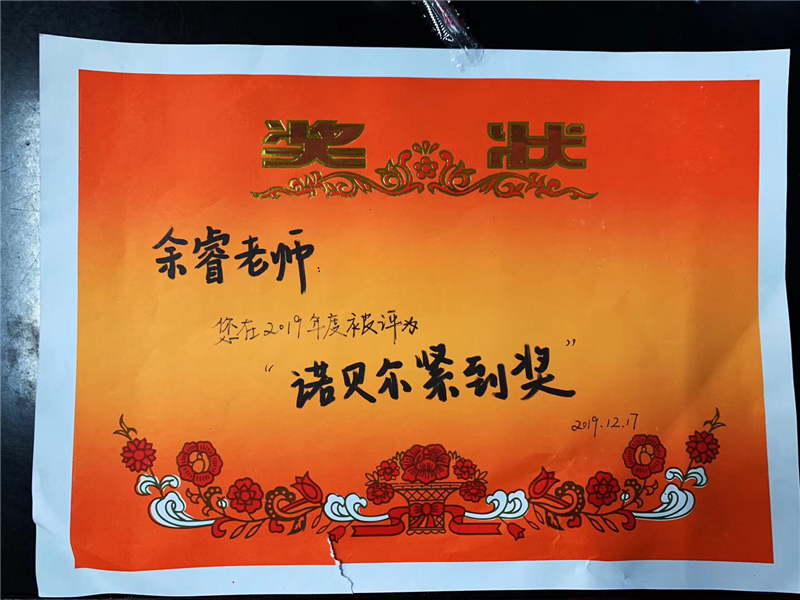 奖状
余睿老师:
您在2019年度被评为
“诺贝尔紧到奖”
2019.12.17